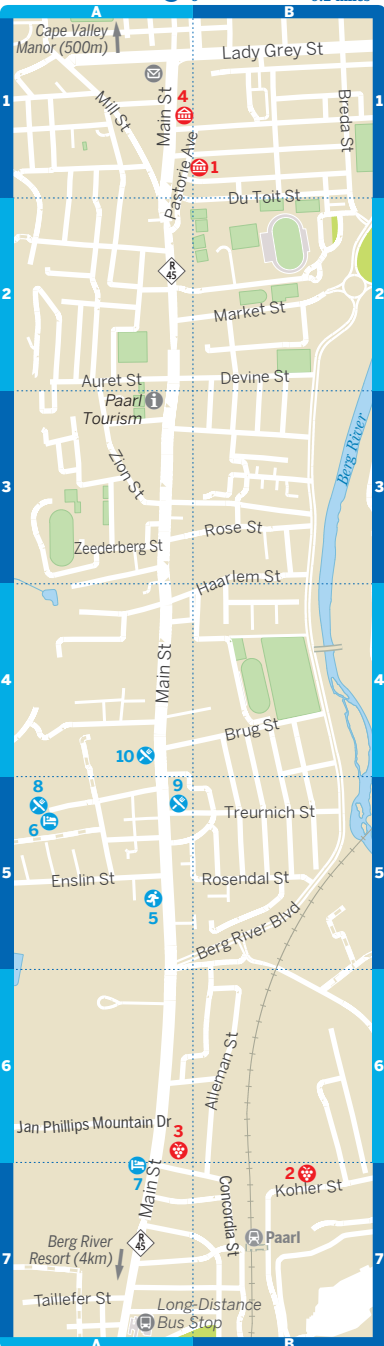 A
B
Cape Valley
Manor (500m)
Lady Grey St
1
1
Mill St
Main St
4
Breda St
Pastorie Ave
1
Du Toit St
R
45
2
2
Market St
Auret St
Devine St
Paarl
Tourism
Berg River
Zion St
3
3
Rose St
Zeederberg St
Haarlem St
Main St
4
4
Brug St
10
8
9
6
Treurnich St
5
5
Enslin St
Rosendal St
5
Berg River Blvd
Alleman St
6
6
Jan Phillips Mountain Dr
3
2
7
Main St
Kohler St
Concordia St
Berg River
Resort (4km)
R
45
Paarl
7
7
Taillefer St
Long-Distance
Bus Stop
A
B